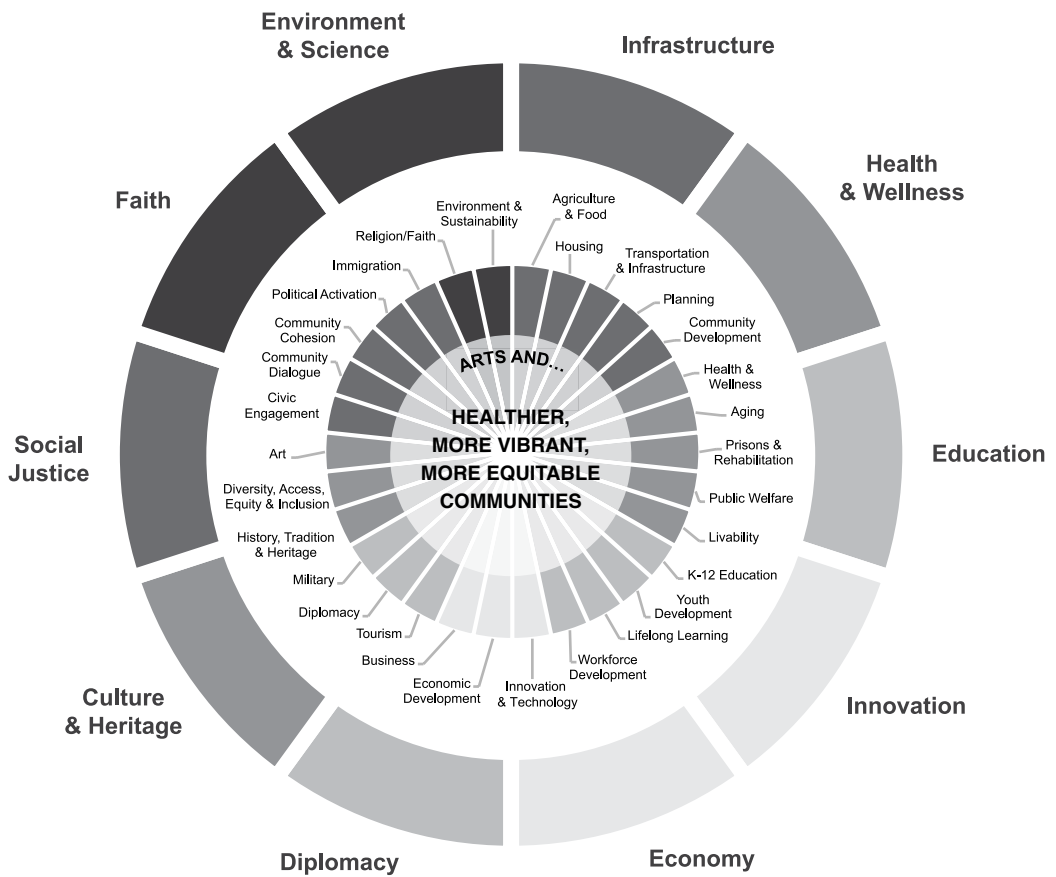 Environment
& Science
Infrastructure
Health
& Wellness
Education
Innovation
Economy
Diplomacy
Culture
& Heritage
Social
Justice
Faith
Environment &
Sustainability
Agriculture
& Food
Housing
Transportation
& Infrastructure
Planning
Community
Development
Health &
Wellness
Aging
Prisons &
Rehabilitation
Public Welfare
Livability
K-12 Education
Youth
Development
Lifelong Learning
Workforce
Development
Innovation
& Technology
Economic
Development
Business
Tourism
Diplomacy
Military
History, Tradition
& Heritage
Diversity, Access,
Equity & Inclusion
Art
Civic
Engagement
Community
Dialogue
Community
Cohesion
Political Activation
Immigration
Religion/Faith
ARTS AND...
HEALTHIER,
MORE VIBRANT,
MORE EQUITABLE
COMMUNITIES